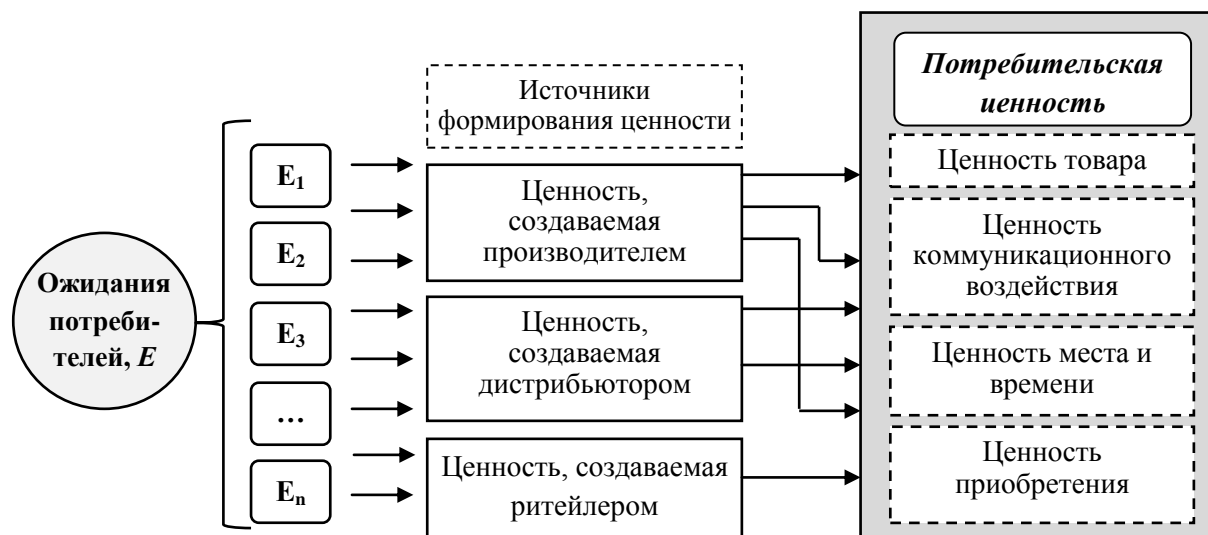 Ожидания
потреби-
телей, E
E1
E2
E3
…
En
Источники
формирования ценности
Ценность,
создаваемая
производителем
Ценность,
создаваемая
дистрибьютором
Ценность, создаваемая
ритейлером
Потребительская
ценность
Ценность товара
Ценность
коммуникационного
воздействия
Ценность места и
времени
Ценность
приобретения